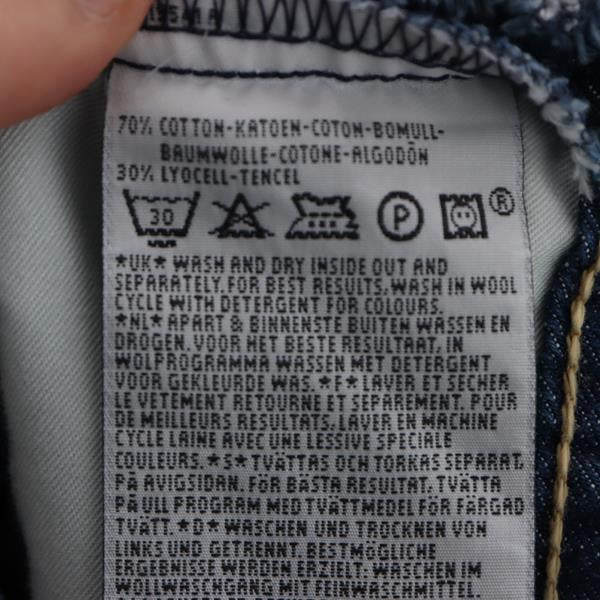 70% COTTON-KATOEN-COTON-BOMULL-
BAUMWOLLE-COTONE-ALGODÓN
30% LYOCELL-TENCEL
30 P ®
*UK* WASH AND DRY INSIDE OUT AND
SEPARATELY.FOR BEST RESULTS,WASH IN WOOL
CYCLE WITH DETERGENT FOR COLOURS.
*NL* APART & BINNENSTE BUITEN WASSEN EN
DROGEN. VOOR HET BESTE RESULTAAT, IN
WOLPROGRAMMA WASSEN MET DETERGENT
VOOR GEKLEURDE WAS. *F* LAVER ET SECHER
LE VETEMENT RETOURNE ET SEPAREMENT. POUR
DE MEILLEURS RESULTATS, LAVER EN MACHINE
CYCLE LAINE AVEC UNE LESSIVE SPECIALE
COULEURS. *S* TVÄTTAS OCH TORKAS SEPARAT,
PÅ AVIGSIDAN. FÖR BÄSTA RESULTAT, TVÄTTA
PÅ ULL PROGRAM MED TVÄTTMEDEL FÖR FÄRGAD
TVÄTT. *D* WASCHEN UND TROCKNEN VON
LINKS UND GETRENNT. BESTMÖGLICHE
ERGEBNISSE WERDEN ERZIELT. WASCHEN IM
WOLLWASCHGANG MIT FEINWASCHMITTEL.